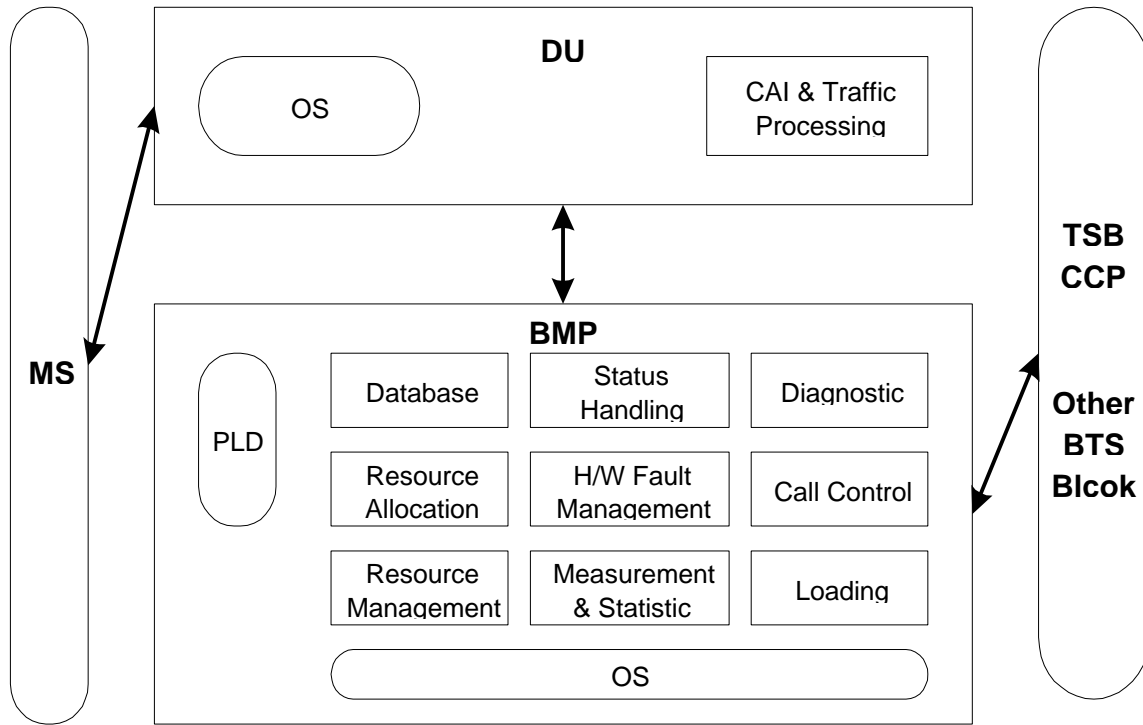 DU
OS
CAI & Traffic
Processing
MS
BMP
PLD
Database
Status
Handling
Diagnostic
Resource
Allocation
H/W Fault
Management
Call Control
Resource
Management
Measurement
& Statistic
Loading
OS
TSB
CCP
Other
BTS
Blcok